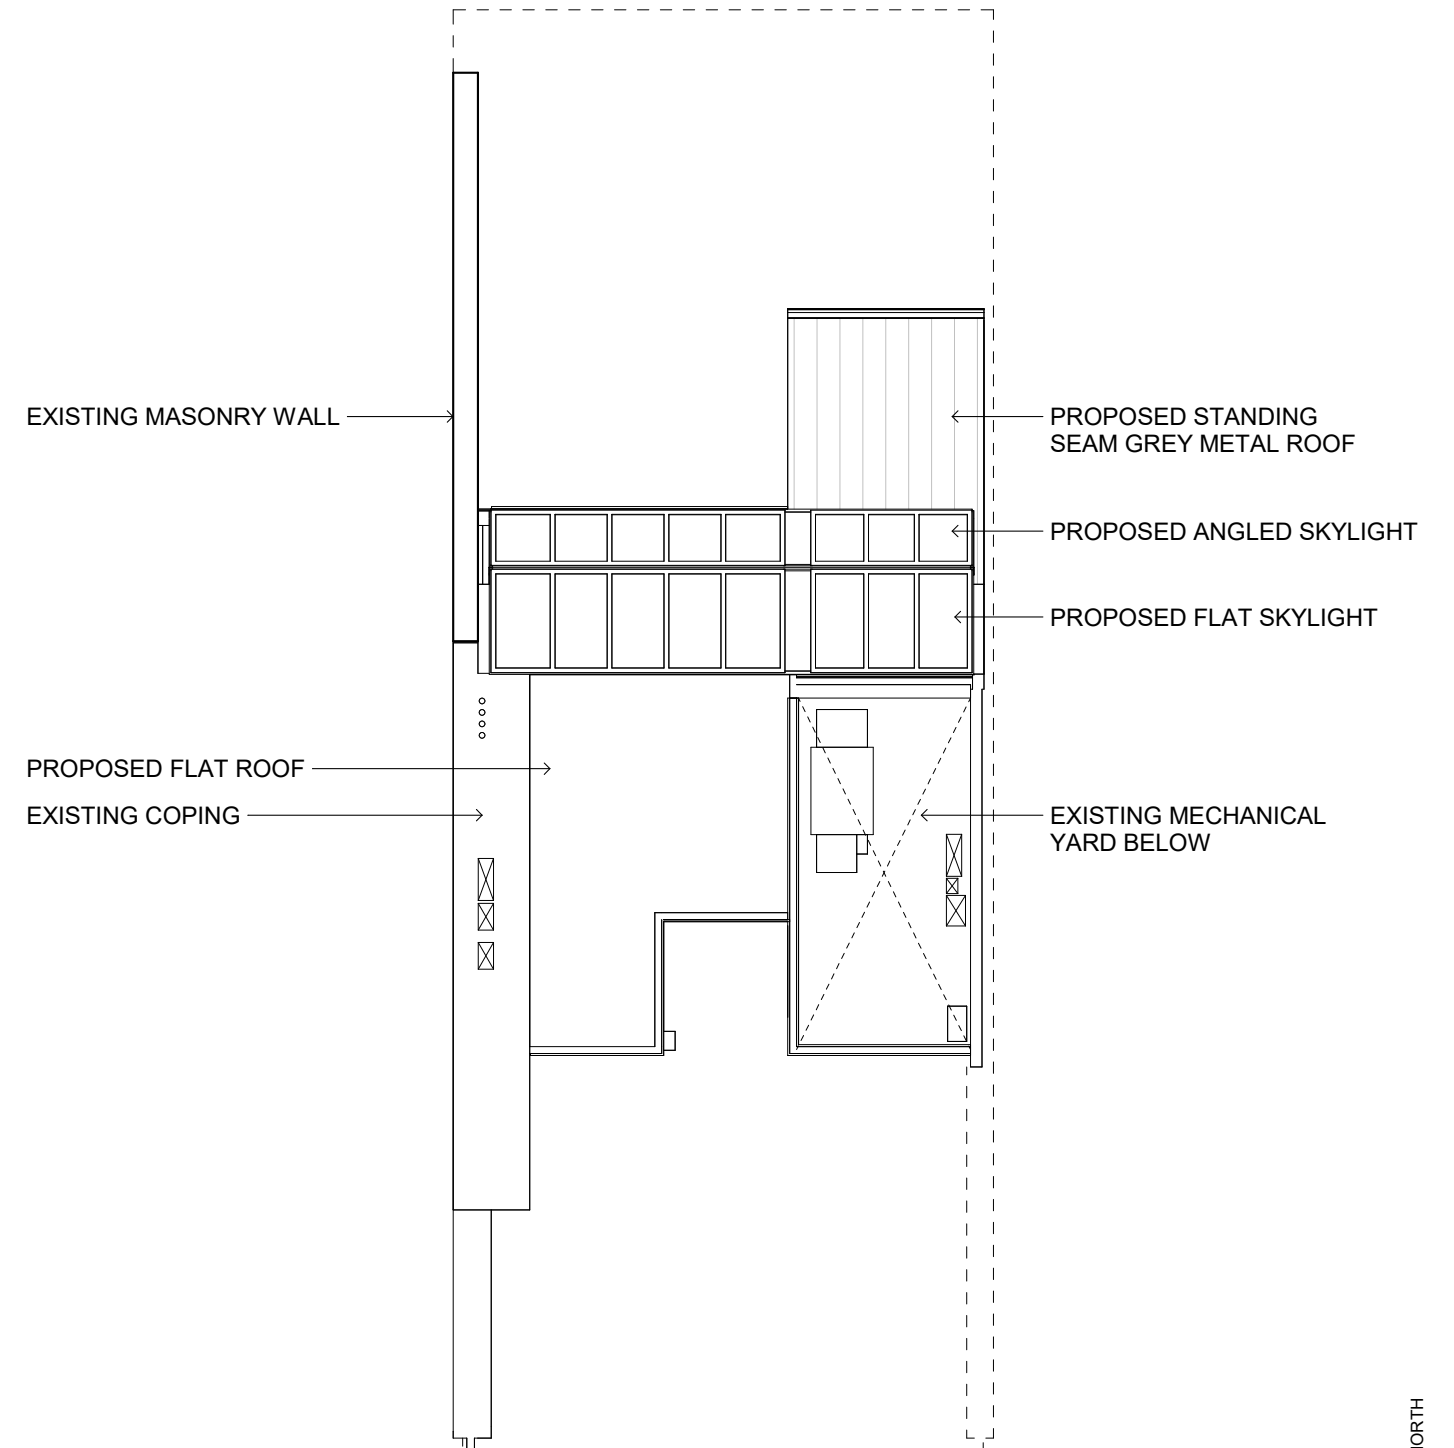 EXISTING MASONRY WALL
PROPOSED STANDING
SEAM GREY METAL ROOF
PROPOSED ANGLED SKYLIGHT
PROPOSED FLAT SKYLIGHT
PROPOSED FLAT ROOF
EXISTING COPING
EXISTING MECHANICAL
YARD BELOW